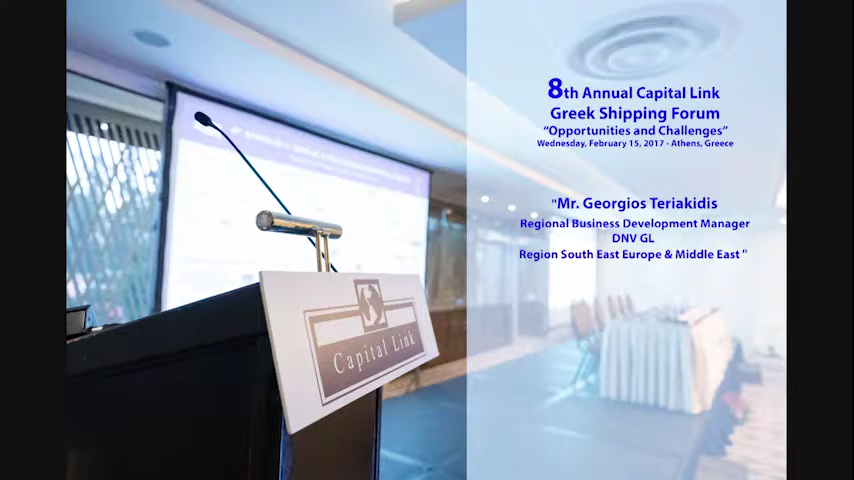 8th Annual Capital Link
Greek Shipping Forum
“Opportunities and Challenges”
Wednesday, February 15, 2017 - Athens, Greece
"Mr. Georgios Teriakidis
Regional Business Development Manager
DNV GL
Region South East Europe & Middle East "
Capital Link